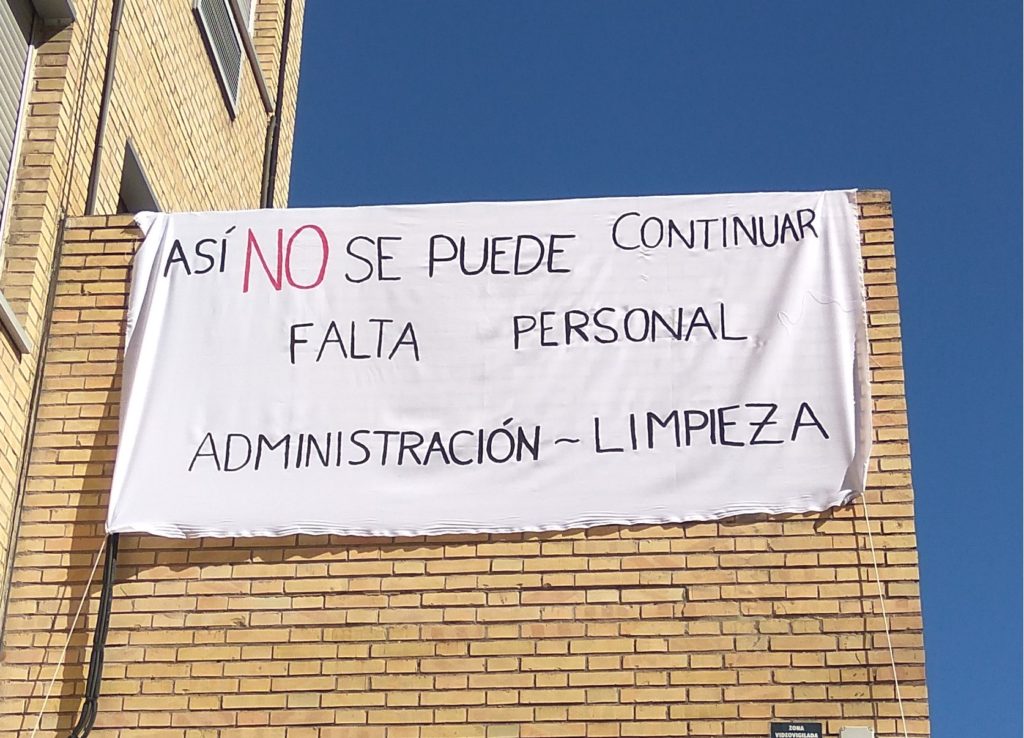 ASÍ NO SE PUEDE CONTINUAR
FALTA PERSONAL
ADMINISTRACIÓN ~ LIMPIEZA
ZONA
VIDEOVIGILADA